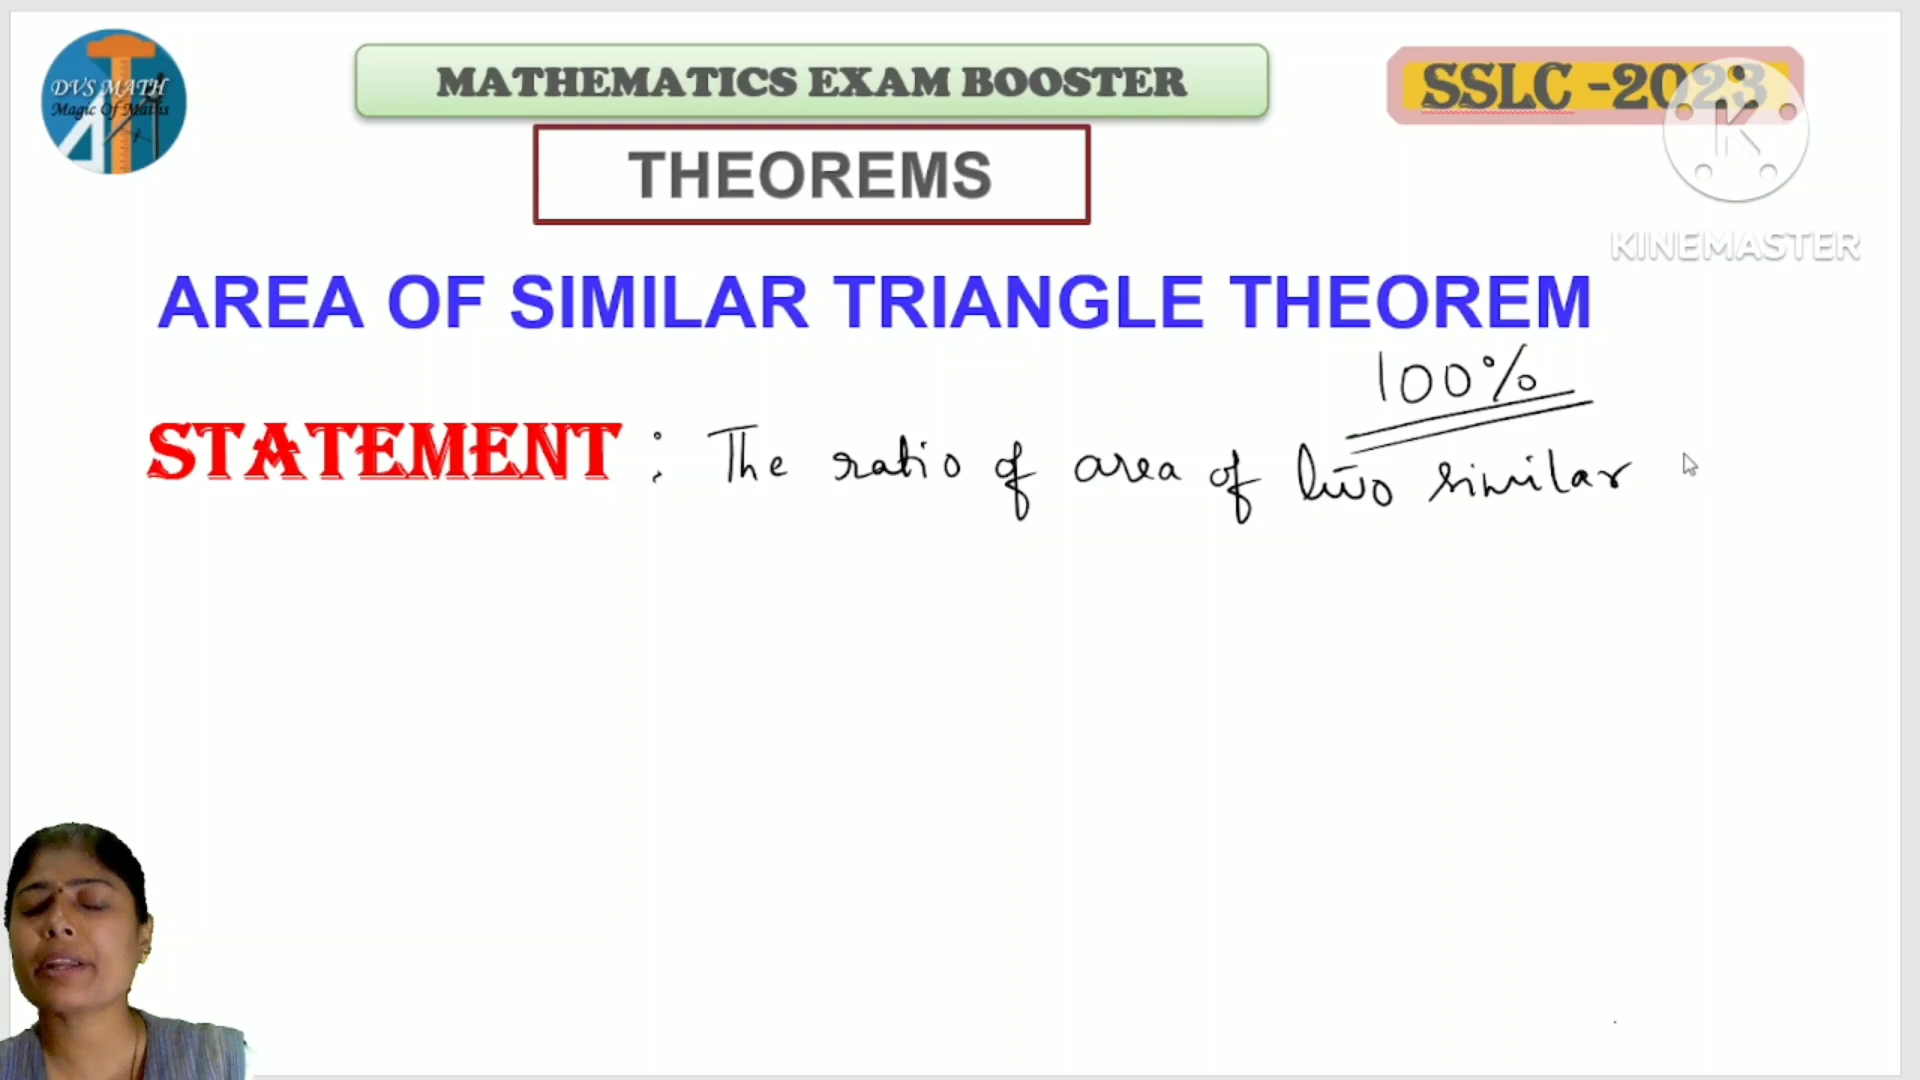 DVS MATH
Magic Of Maths
MATHEMATICS EXAM BOOSTER
SSLC -2023
THEOREMS
KINEMASTER
AREA OF SIMILAR TRIANGLE THEOREM
100%
STATEMENT : The ratio of area of two similar